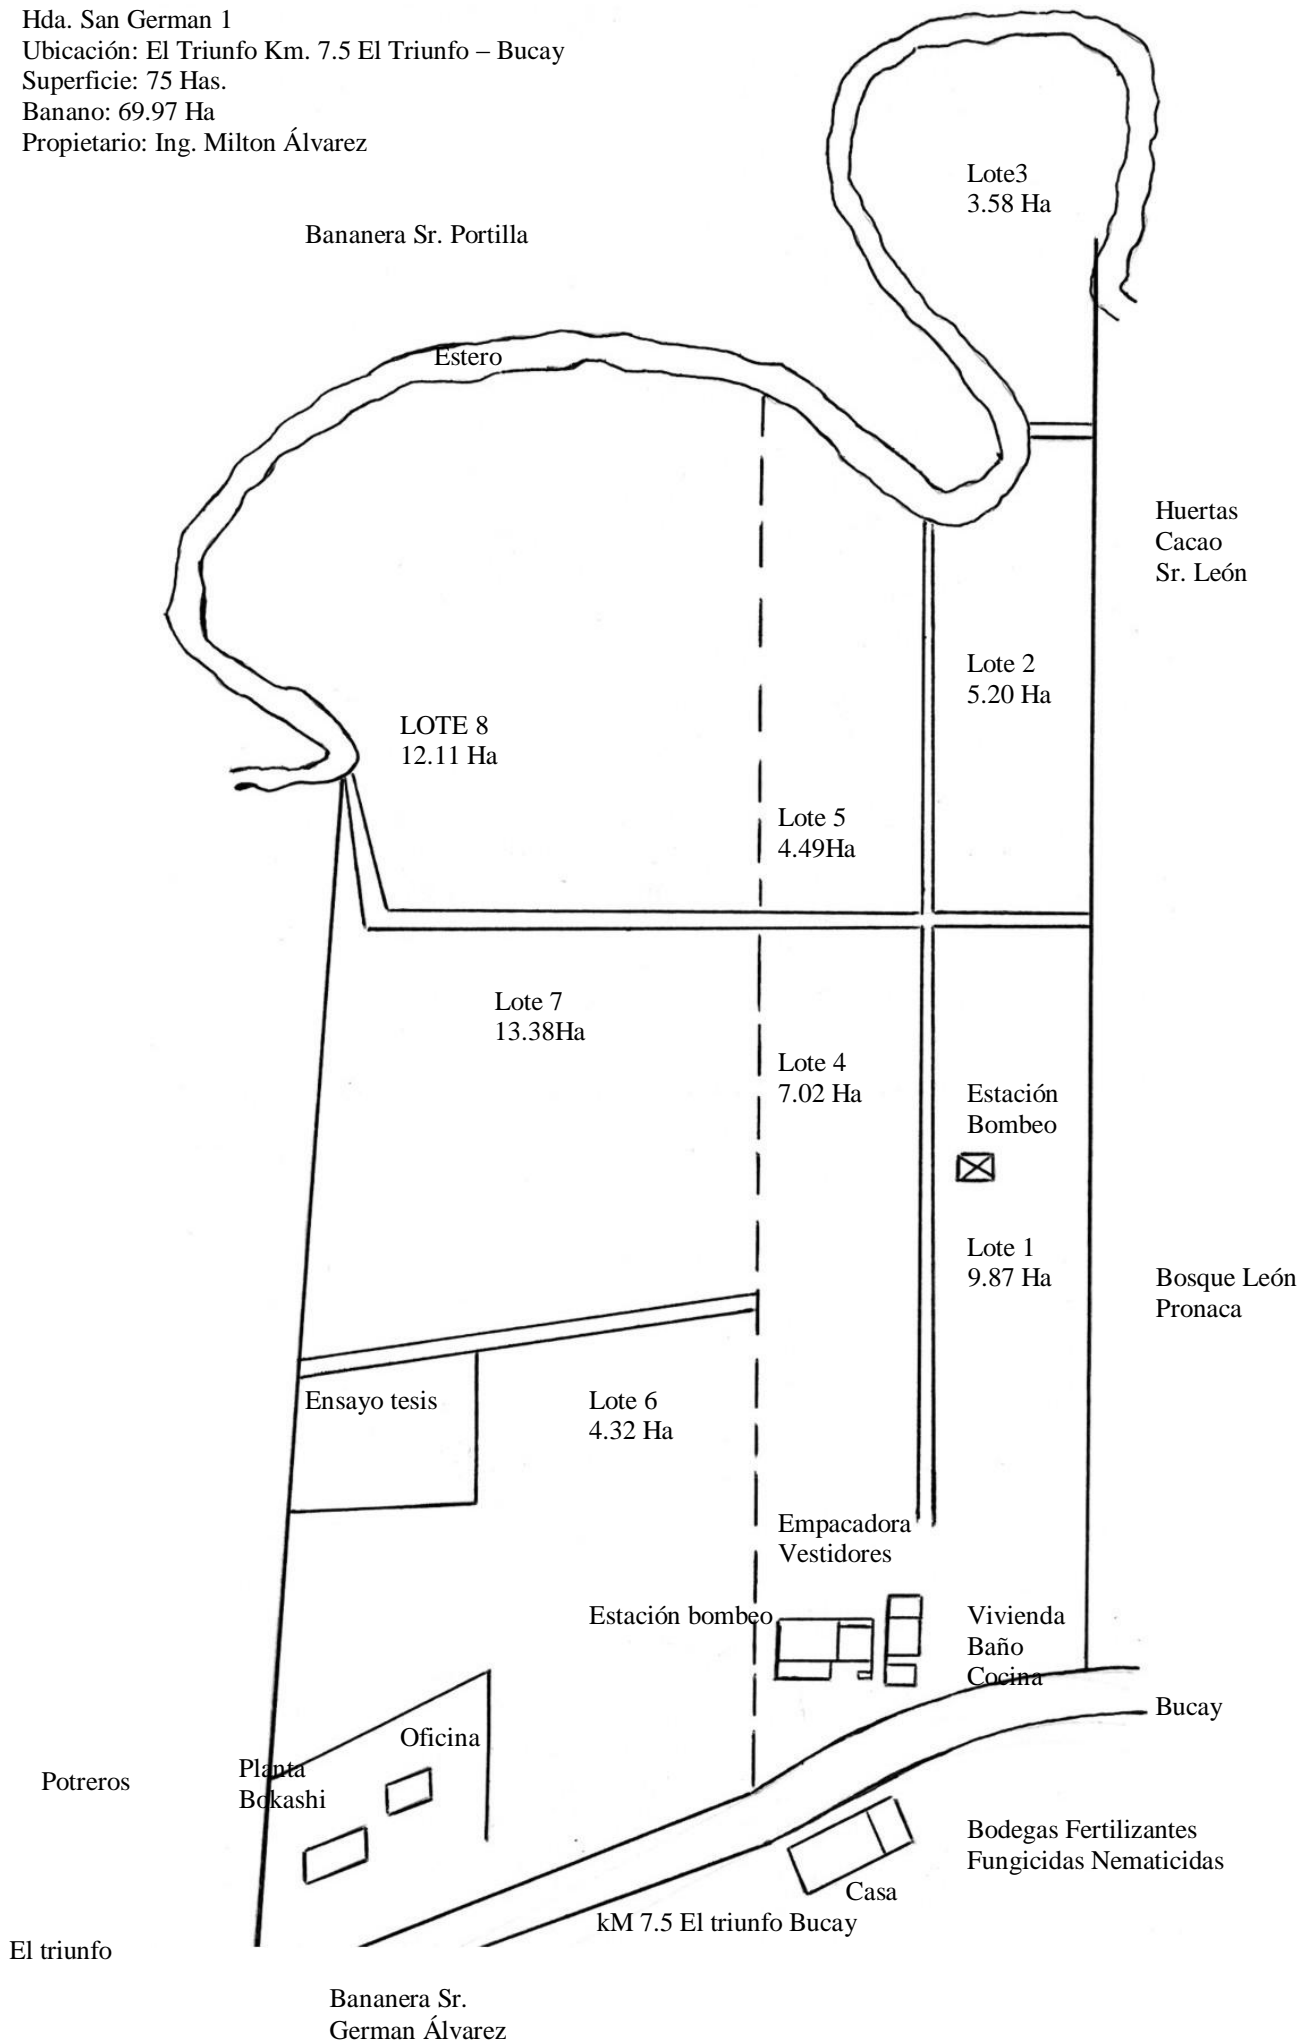 Hda. San German 1
Ubicación: El Triunfo Km. 7.5 El Triunfo – Bucay
Superficie: 75 Has.
Banano: 69.97 Ha
Propietario: Ing. Milton Álvarez
Lote3
3.58 Ha
Bananera Sr. Portilla
Estero
Huertas
Cacao
Sr. León
Lote 2
5.20 Ha
LOTE 8
12.11 Ha
Lote 5
4.49Ha
Lote 7
13.38Ha
Lote 4
7.02 Ha
Estación
Bombeo
Lote 1
9.87 Ha
Bosque León
Pronaca
Ensayo tesis
Lote 6
4.32 Ha
Empacadora
Vestidores
Estación bombeo
Vivienda
Baño
Cocina
Bucay
Oficina
Planta
Bokashi
Potreros
Bodegas Fertilizantes
Fungicidas Nematicidas
Casa
kM 7.5 El triunfo Bucay
El triunfo
Bananera Sr.
German Álvarez